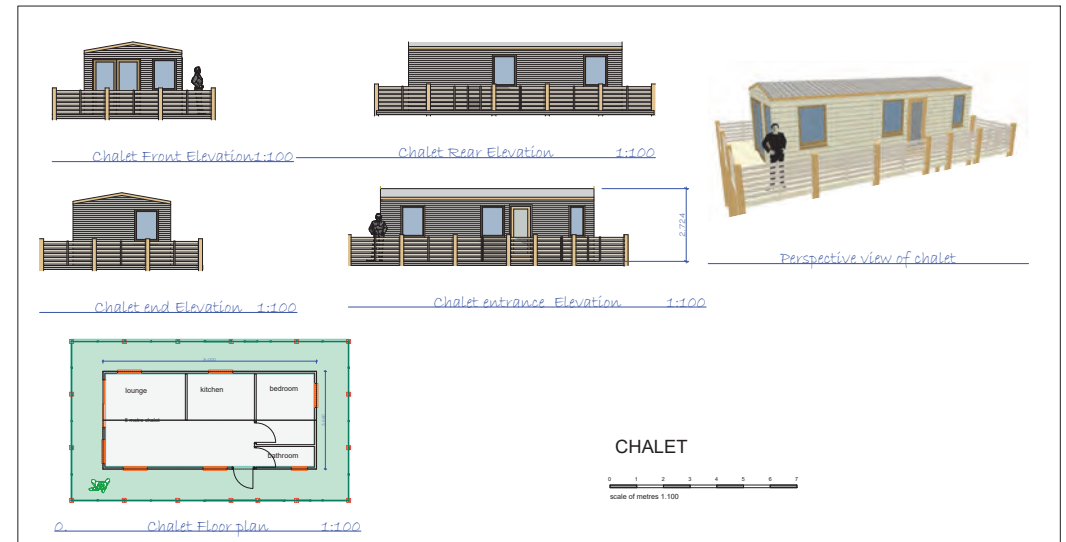 Chalet Front Elevation1:100
Chalet Rear Elevation 1:100
2.724
Perspective view of chalet
Chalet end Elevation 1:100
Chalet entrance Elevation 1:100
lounge
kitchen
bedroom
bathroom
0. Chalet Floor plan 1:100
CHALET
0 1 2 3 4 5 6 7
scale of metres 1.100